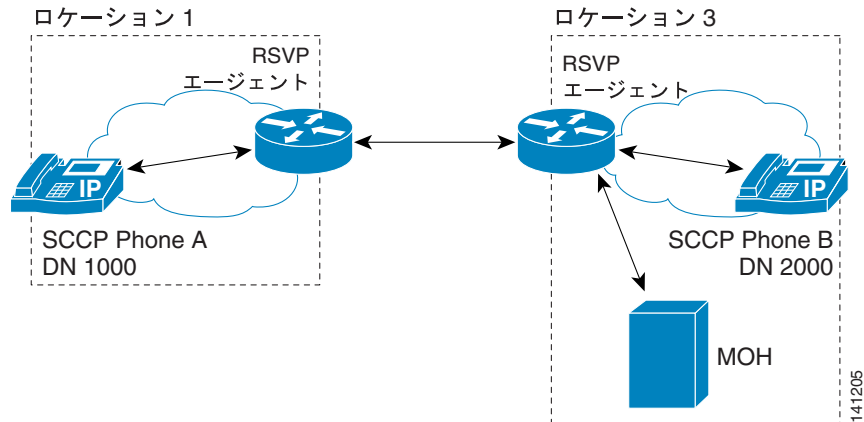 ロケーション 1
RSVP
エージェント
IP
SCCP Phone A
DN 1000
ロケーション 3
RSVP
エージェント
IP
SCCP Phone B
DN 2000
MOH
141205